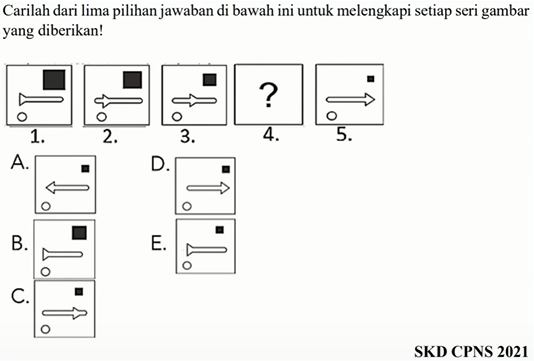 Carilah dari lima pilihan jawaban di bawah ini untuk melengkapi setiap seri gambar
yang diberikan!
?
1. 2. 3. 4. 5.
A. D.
B. E.
C.
SKD CPNS 2021